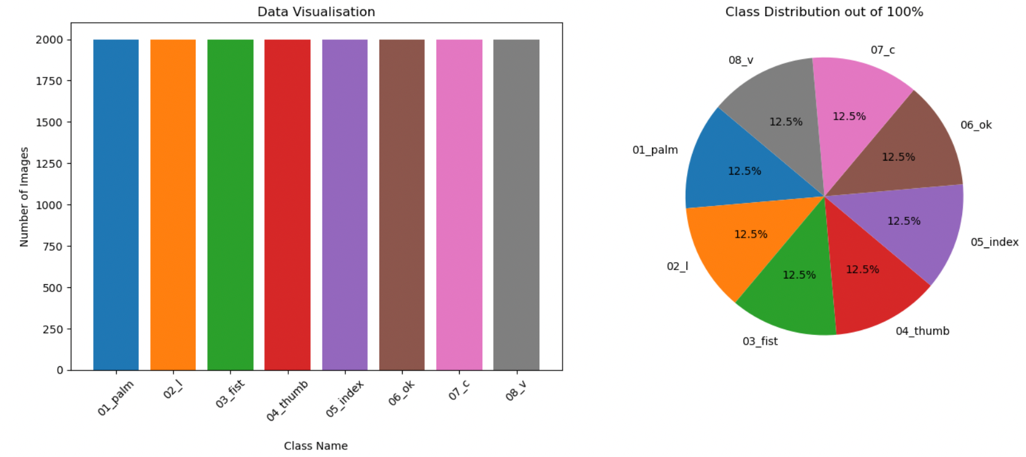 Data Visualisation
Number of Images
2000
1750
1500
1250
1000
750
500
250
0
01_palm
02_l
03_fist
04_thumb
05_index
06_ok
07_c
08_v
Class Name
Class Distribution out of 100%
07_c
08_v
06_ok
01_palm
05_index
02_l
04_thumb
03_fist
12.5%
12.5%
12.5%
12.5%
12.5%
12.5%
12.5%
12.5%